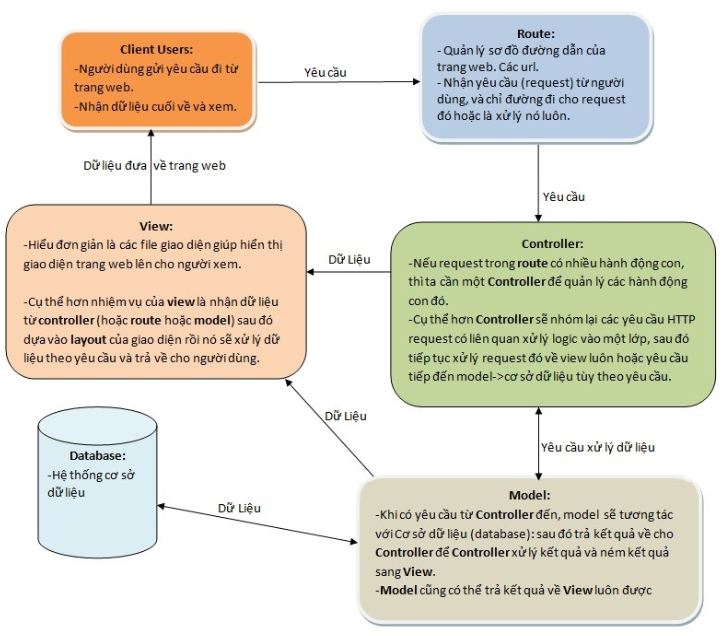 Client Users:
-Người dùng gửi yêu cầu đi từ
trang web.
-Nhận dữ liệu cuối về và xem.
Yêu cầu
Route:
- Quản lý sơ đồ đường dẫn của
trang web. Các url.
- Nhận yêu cầu (request) từ người
dùng, và chỉ đường đi cho request
đó hoặc là xử lý nó luôn.
Dữ liệu đưa về trang web
Yêu cầu
View:
-Hiểu đơn giản là các file giao diện giúp hiển thị
giao diện trang web lên cho người xem.
-Cụ thể hơn nhiệm vụ của view là nhận dữ liệu
từ controller (hoặc route hoặc model) sau đó
dựa vào layout của giao diện rồi nó sẽ xử lý dữ
liệu theo yêu cầu và trả về cho người dùng.
Dữ Liệu
Controller:
-Nếu request trong route có nhiều hành động con,
thì ta cần một Controller để quản lý các hành động
con đó.
-Cụ thể hơn Controller sẽ nhóm lại các yêu cầu HTTP
request có liên quan xử lý logic vào một lớp, sau đó
tiếp tục xử lý request đó về view luôn hoặc yêu cầu
tiếp đến model->cơ sở dữ liệu tùy theo yêu cầu.
Dữ Liệu
Yêu cầu xử lý dữ liệu
Database:
-Hệ thống cơ sở
dữ liệu
Dữ Liệu
Model:
-Khi có yêu cầu từ Controller đến, model sẽ tương tác
với Cơ sở dữ liệu (database): sau đó trả kết quả về cho
Controller để Controller xử lý kết quả và ném kết quả
sang View.
-Model cũng có thể trả kết quả về View luôn được